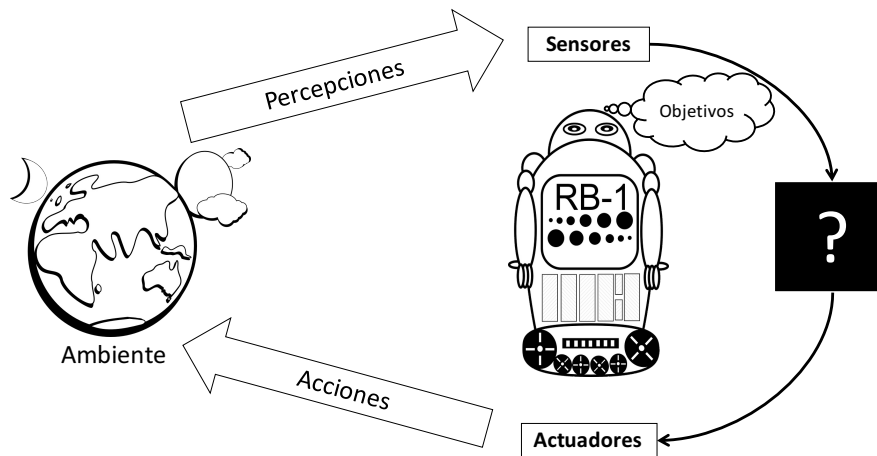 Percepciones
Sensores
Objetivos
RB-1
?
Ambiente
Acciones
Actuadores